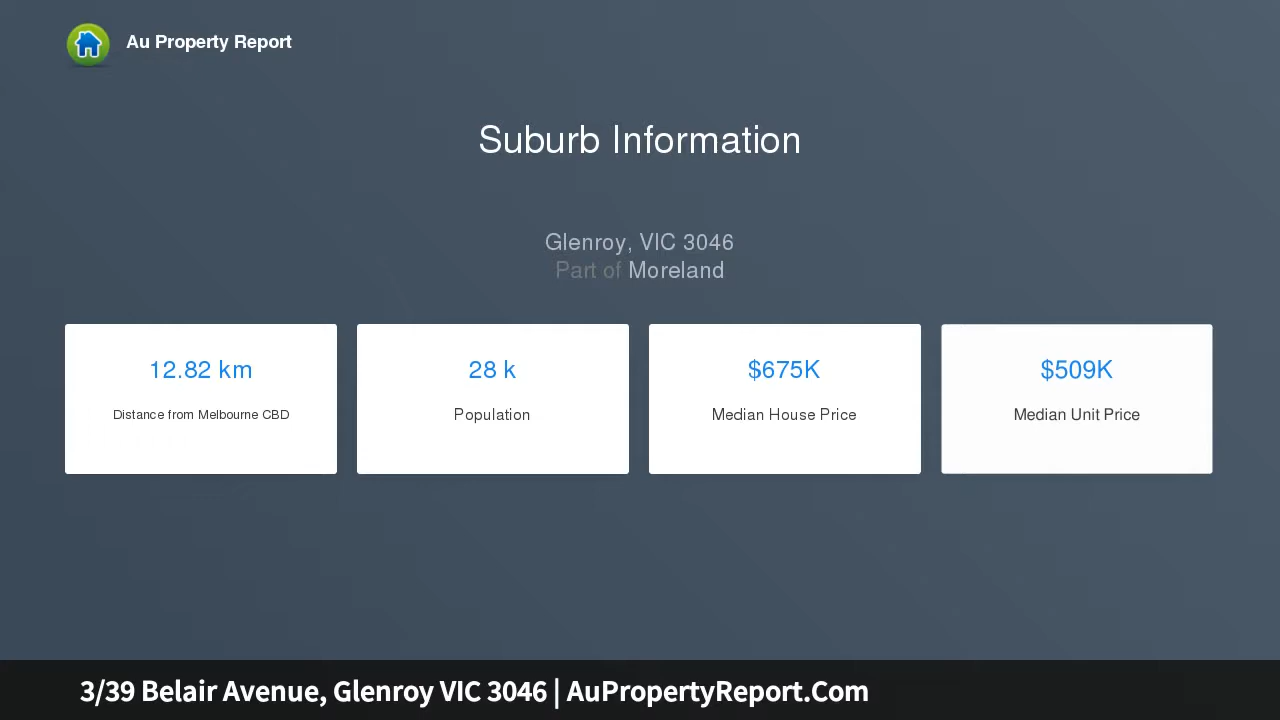 Au Property Report
Suburb Information
Glenroy, VIC 3046
Part of Moreland
12.82 km
Distance from Melbourne CBD
28 k
Population
$675K
Median House Price
$509K
Median Unit Price
3/39 Belair Avenue, Glenroy VIC 3046 | AuPropertyReport.Com